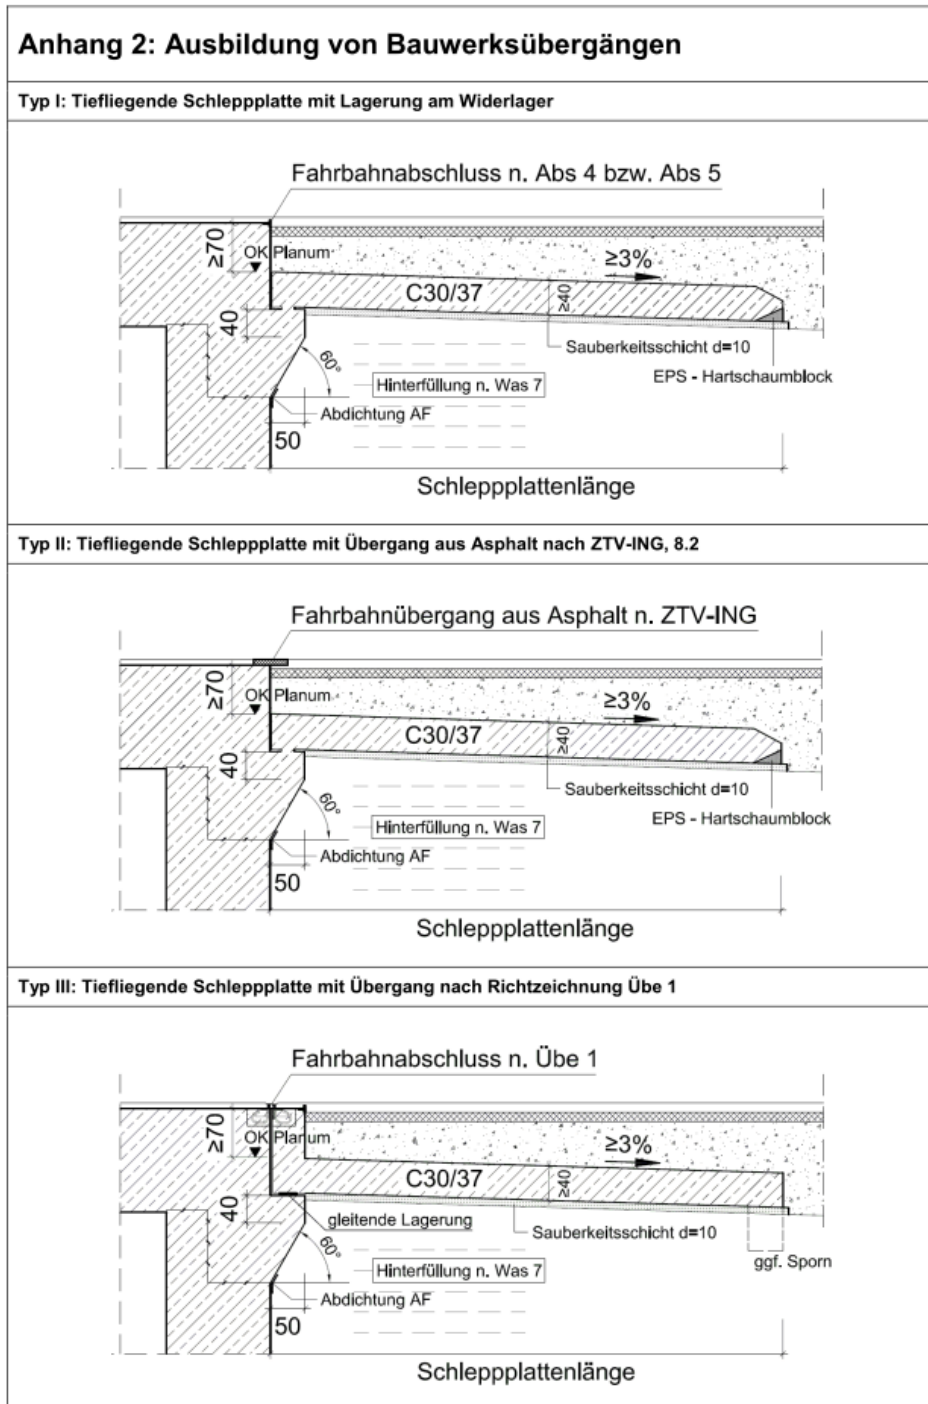 Anhang 2: Ausbildung von Bauwerksübergängen
Typ I: Tiefliegende Schleppplatte mit Lagerung am Widerlager
Fahrbahnabschluss n. Abs 4 bzw. Abs 5
≥70
OK Planum
≥3%
C30/37
≥40
40
Sauberkeitsschicht d=10
60°
EPS - Hartschaumblock
Hinterfüllung n. Was 7
Abdichtung AF
50
Schleppplattenlänge
Typ II: Tiefliegende Schleppplatte mit Übergang aus Asphalt nach ZTV-ING, 8.2
Fahrbahnübergang aus Asphalt n. ZTV-ING
≥70
OK Planum
≥3%
C30/37
≥40
40
Sauberkeitsschicht d=10
60°
EPS - Hartschaumblock
Hinterfüllung n. Was 7
Abdichtung AF
50
Schleppplattenlänge
Typ III: Tiefliegende Schleppplatte mit Übergang nach Richtzeichnung Übe 1
Fahrbahnabschluss n. Übe 1
≥70
OK Planum
≥3%
C30/37
≥40
40
gleitende Lagerung
Sauberkeitsschicht d=10
60°
ggf. Sporn
Hinterfüllung n. Was 7
Abdichtung AF
50
Schleppplattenlänge